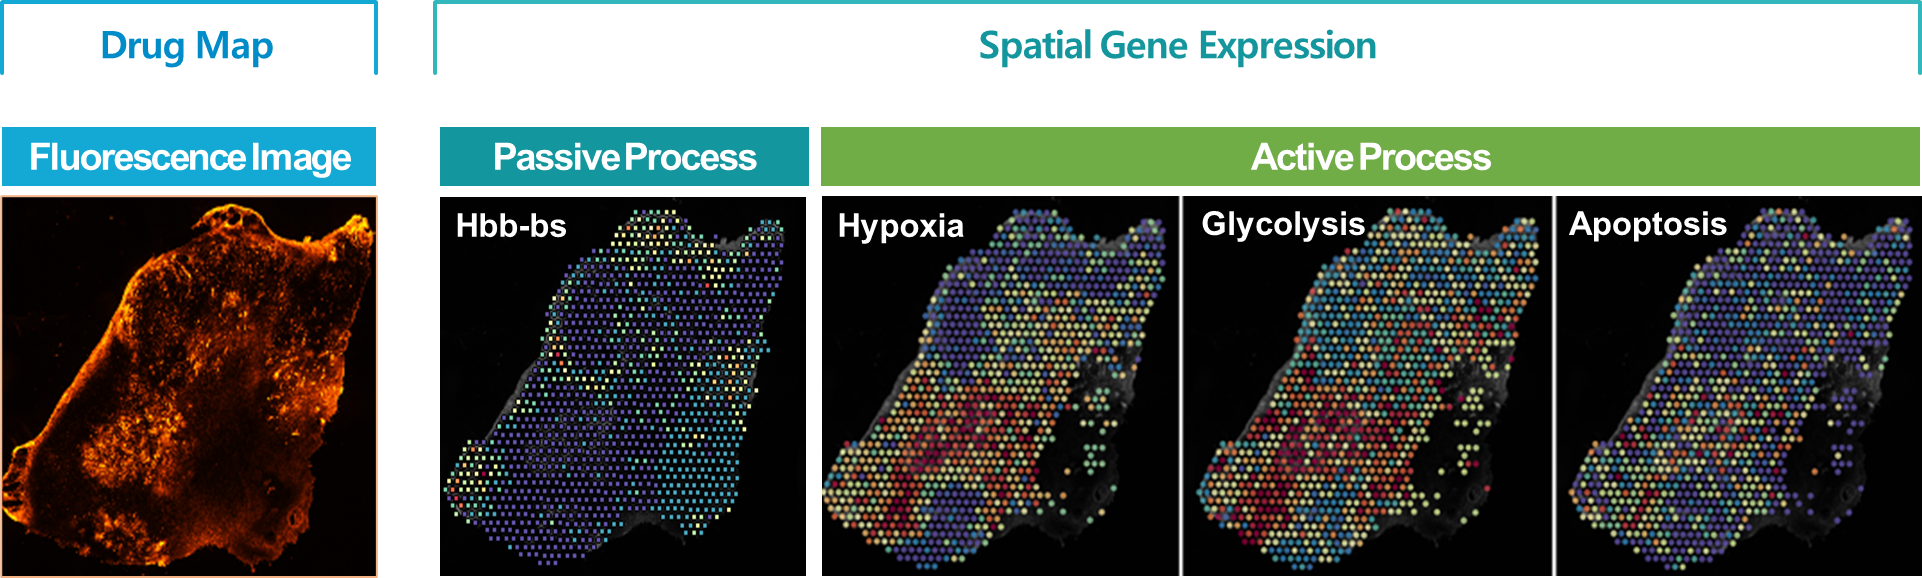 Drug Map
Spatial Gene Expression
Fluorescence Image
Passive Process
Active Process
Hbb-bs
Hypoxia
Glycolysis
Apoptosis